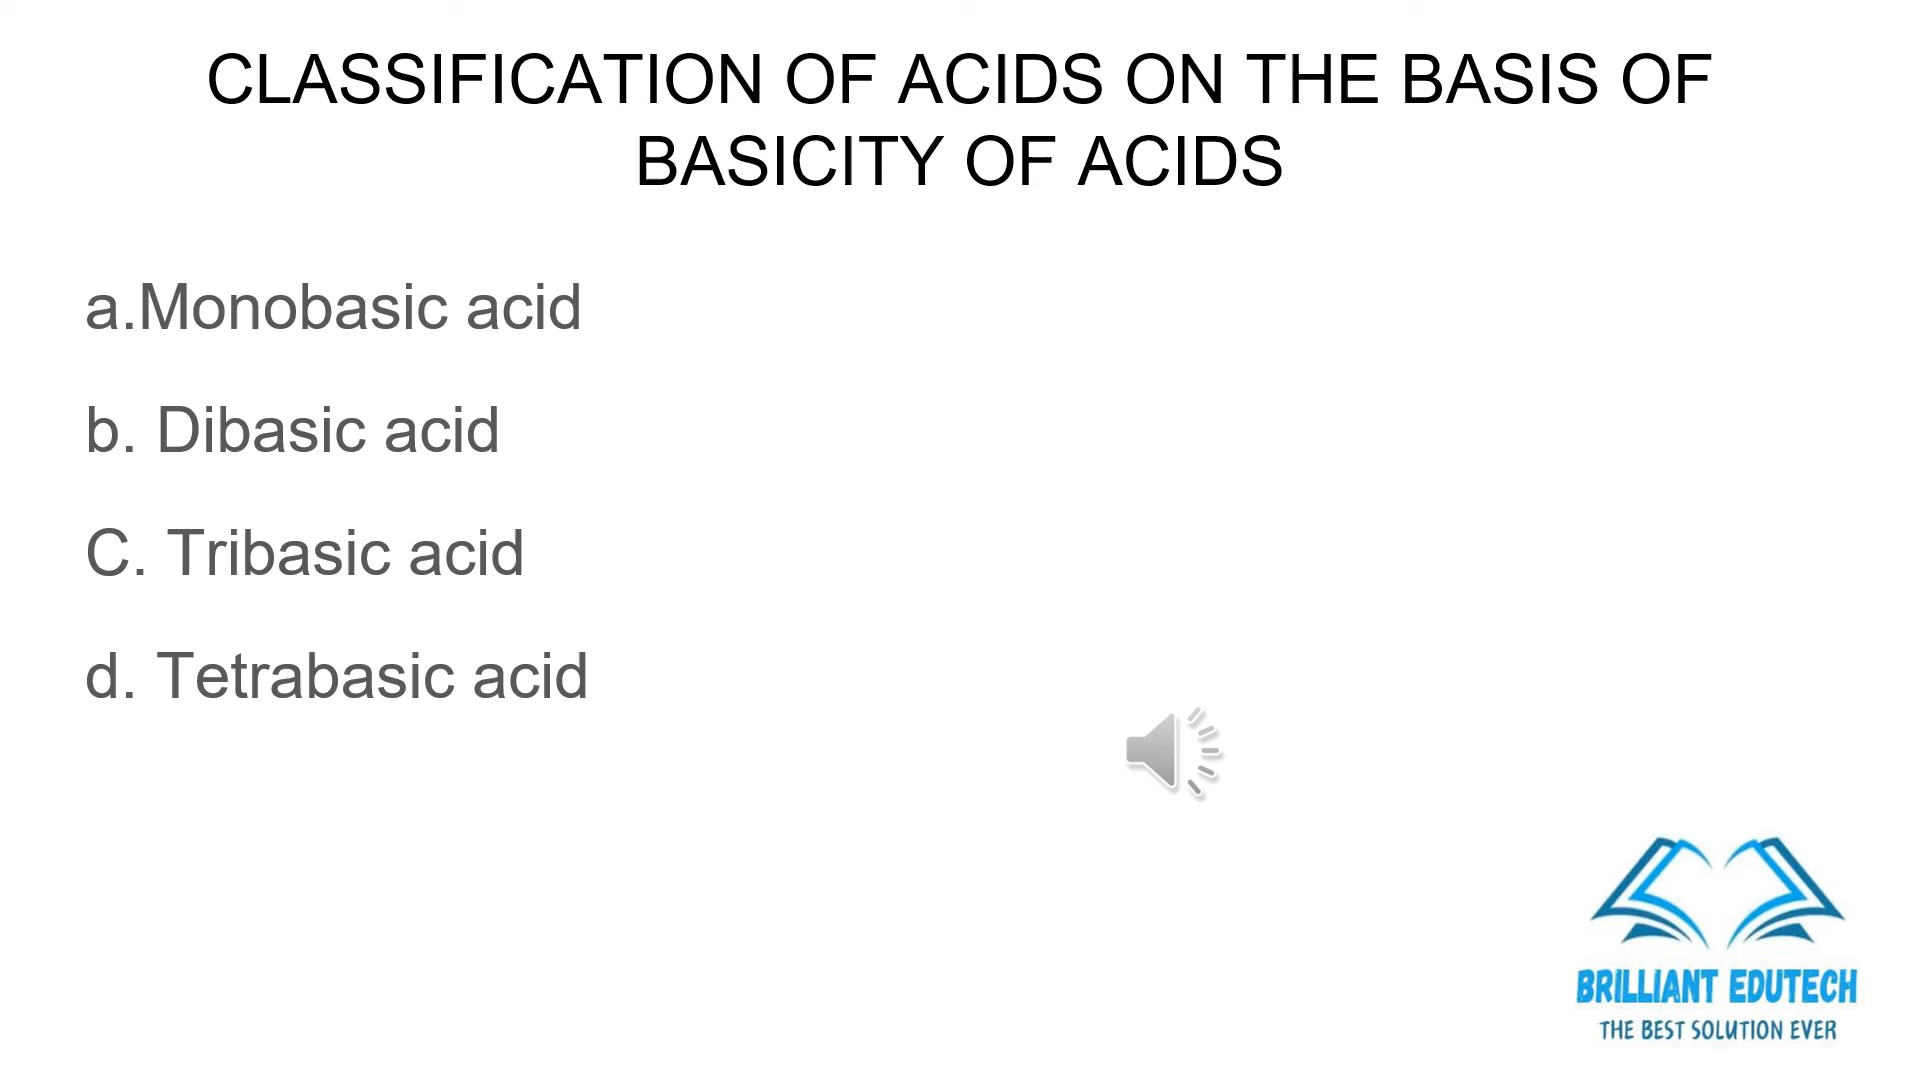 CLASSIFICATION OF ACIDS ON THE BASIS OF
BASICITY OF ACIDS
a.Monobasic acid
b. Dibasic acid
C. Tribasic acid
d. Tetrabasic acid
BRILLIANT EDUTECH
THE BEST SOLUTION EVER